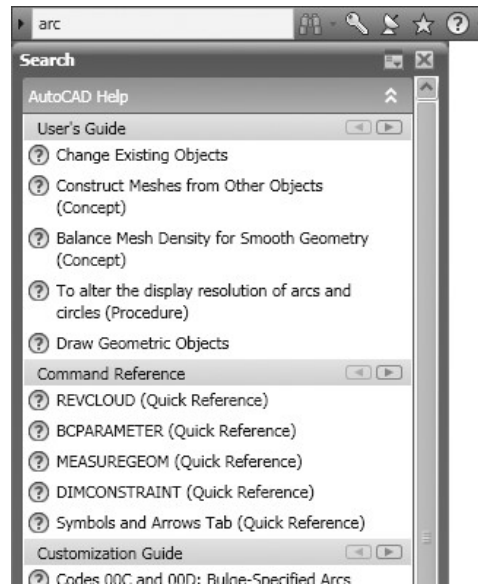 arc
Search
AutoCAD Help
User's Guide
Change Existing Objects
Construct Meshes from Other Objects
(Concept)
Balance Mesh Density for Smooth Geometry
(Concept)
To alter the display resolution of arcs and
circles (Procedure)
Draw Geometric Objects
Command Reference
REVCLOUD (Quick Reference)
BCPARAMETER (Quick Reference)
MEASUREGEOM (Quick Reference)
DIMCONSTRAINT (Quick Reference)
Symbols and Arrows Tab (Quick Reference)
Customization Guide
Codes 00C and 00D: Bulge-Specified Arcs